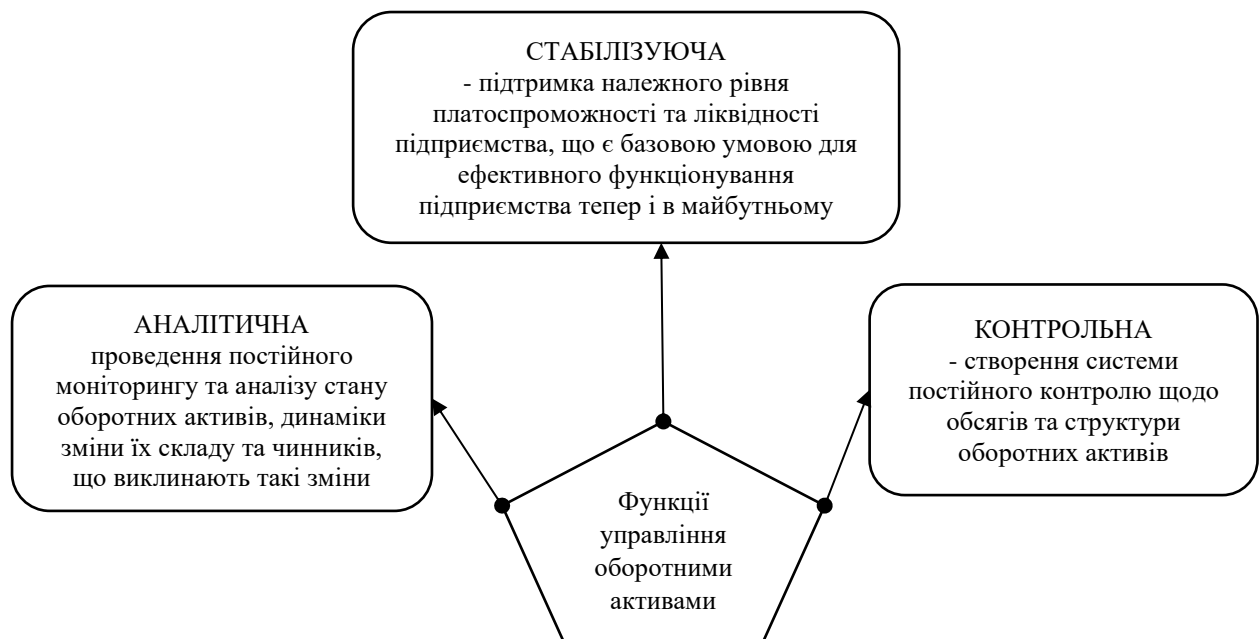 СТАБІЛІЗУЮЧА
- підтримка належного рівня
платоспроможності та ліквідності
підприємства, що є базовою умовою для
ефективного функціонування
підприємства тепер і в майбутньому
АНАЛІТИЧНА
проведення постійного
моніторингу та аналізу стану
оборотних активів, динаміки
зміни їх складу та чинників,
що виклинають такі зміни
КОНТРОЛЬНА
- створення системи
постійного контролю щодо
обсягів та структури
оборотних активів
Функції
управління
оборотними
активами